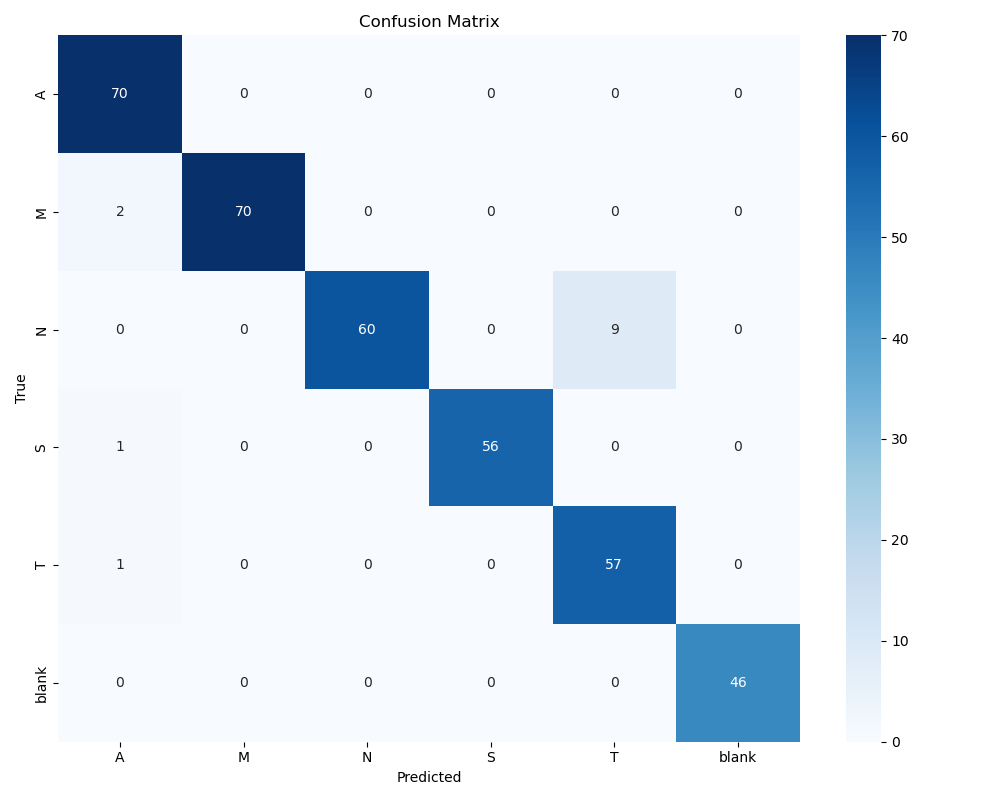 Confusion Matrix
A 70 0 0 0 0 0
M 2 70 0 0 0 0
N 0 0 60 0 9 0
S 1 0 0 56 0 0
T 1 0 0 0 57 0
blank 0 0 0 0 0 46
A M N S T blank
Predicted
True
70
60
50
40
30
20
10
0